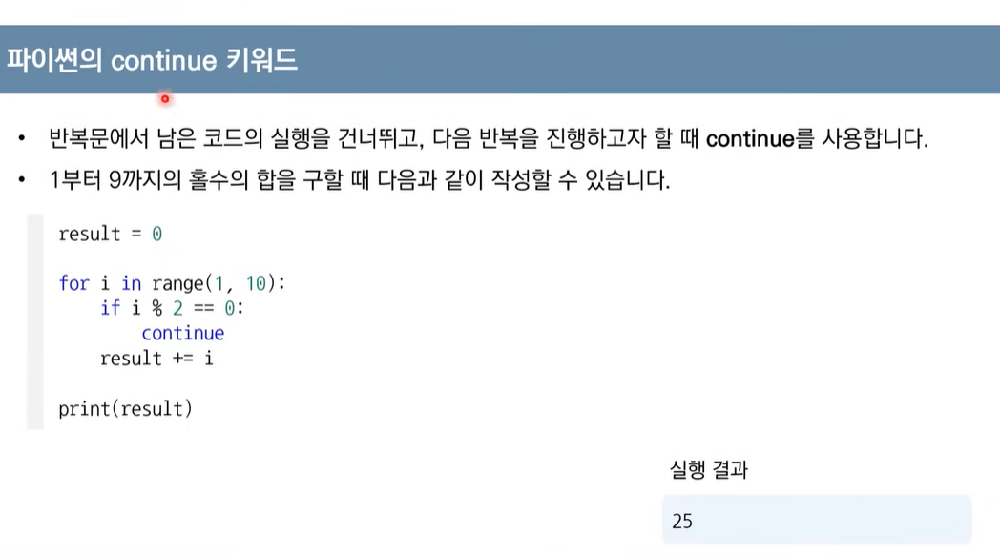 파이썬의 continue 키워드
• 반복문에서 남은 코드의 실행을 건너뛰고, 다음 반복을 진행하고자 할 때 continue를 사용합니다.
• 1부터 9까지의 홀수의 합을 구할 때 다음과 같이 작성할 수 있습니다.
result = 0
for i in range(1, 10):
    if i % 2 == 0:
        continue
    result += i
print(result)
실행 결과
25